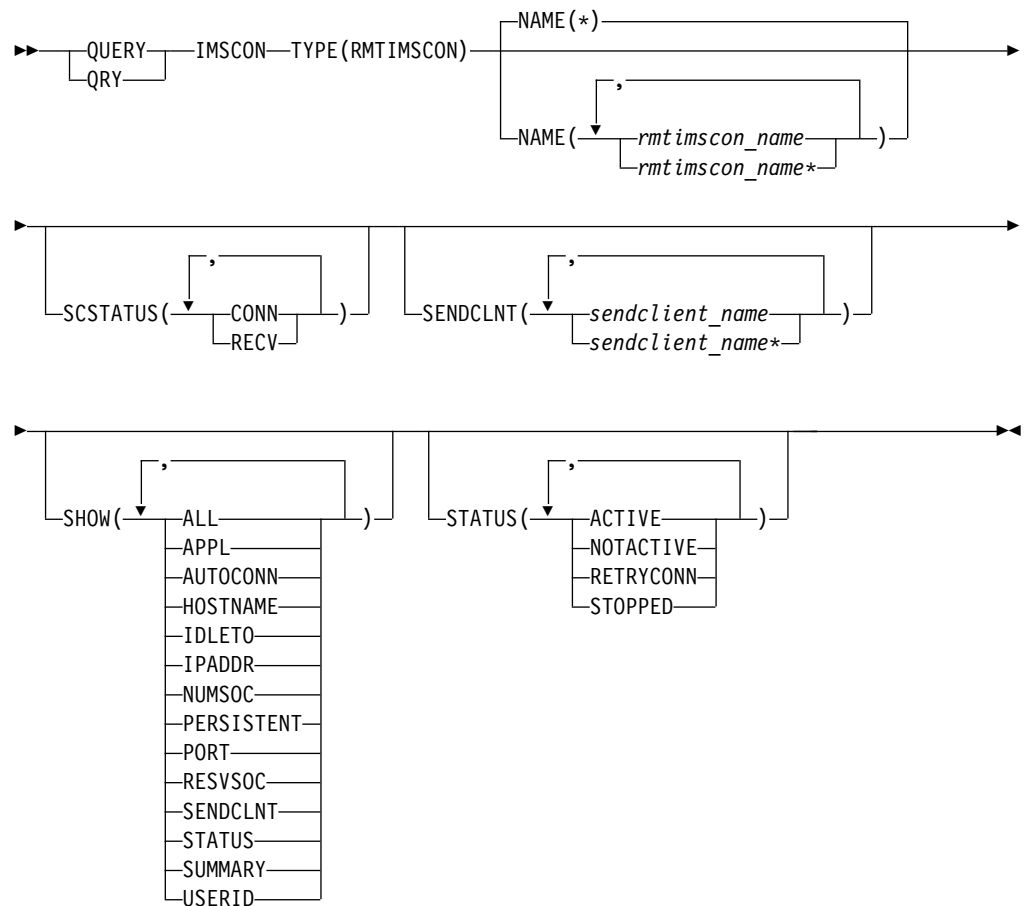 NAME(*)
QUERY IMSCON TYPE(RMTIMSCON)
QRY
,
NAME( rmtimscon_name )
rmtimscon_name*
, ,
SCSTATUS( CONN ) SENDCLNT( sendclient_name )
RECV sendclient_name*
, ,
SHOW( ALL ) STATUS( ACTIVE )
APPL NOTACTIVE
AUTOCONN RETRYCONN
HOSTNAME STOPPED
IDLETO
IPADDR
NUMSOC
PERSISTENT
PORT
RESVSOC
SENDCLNT
STATUS
SUMMARY
USERID